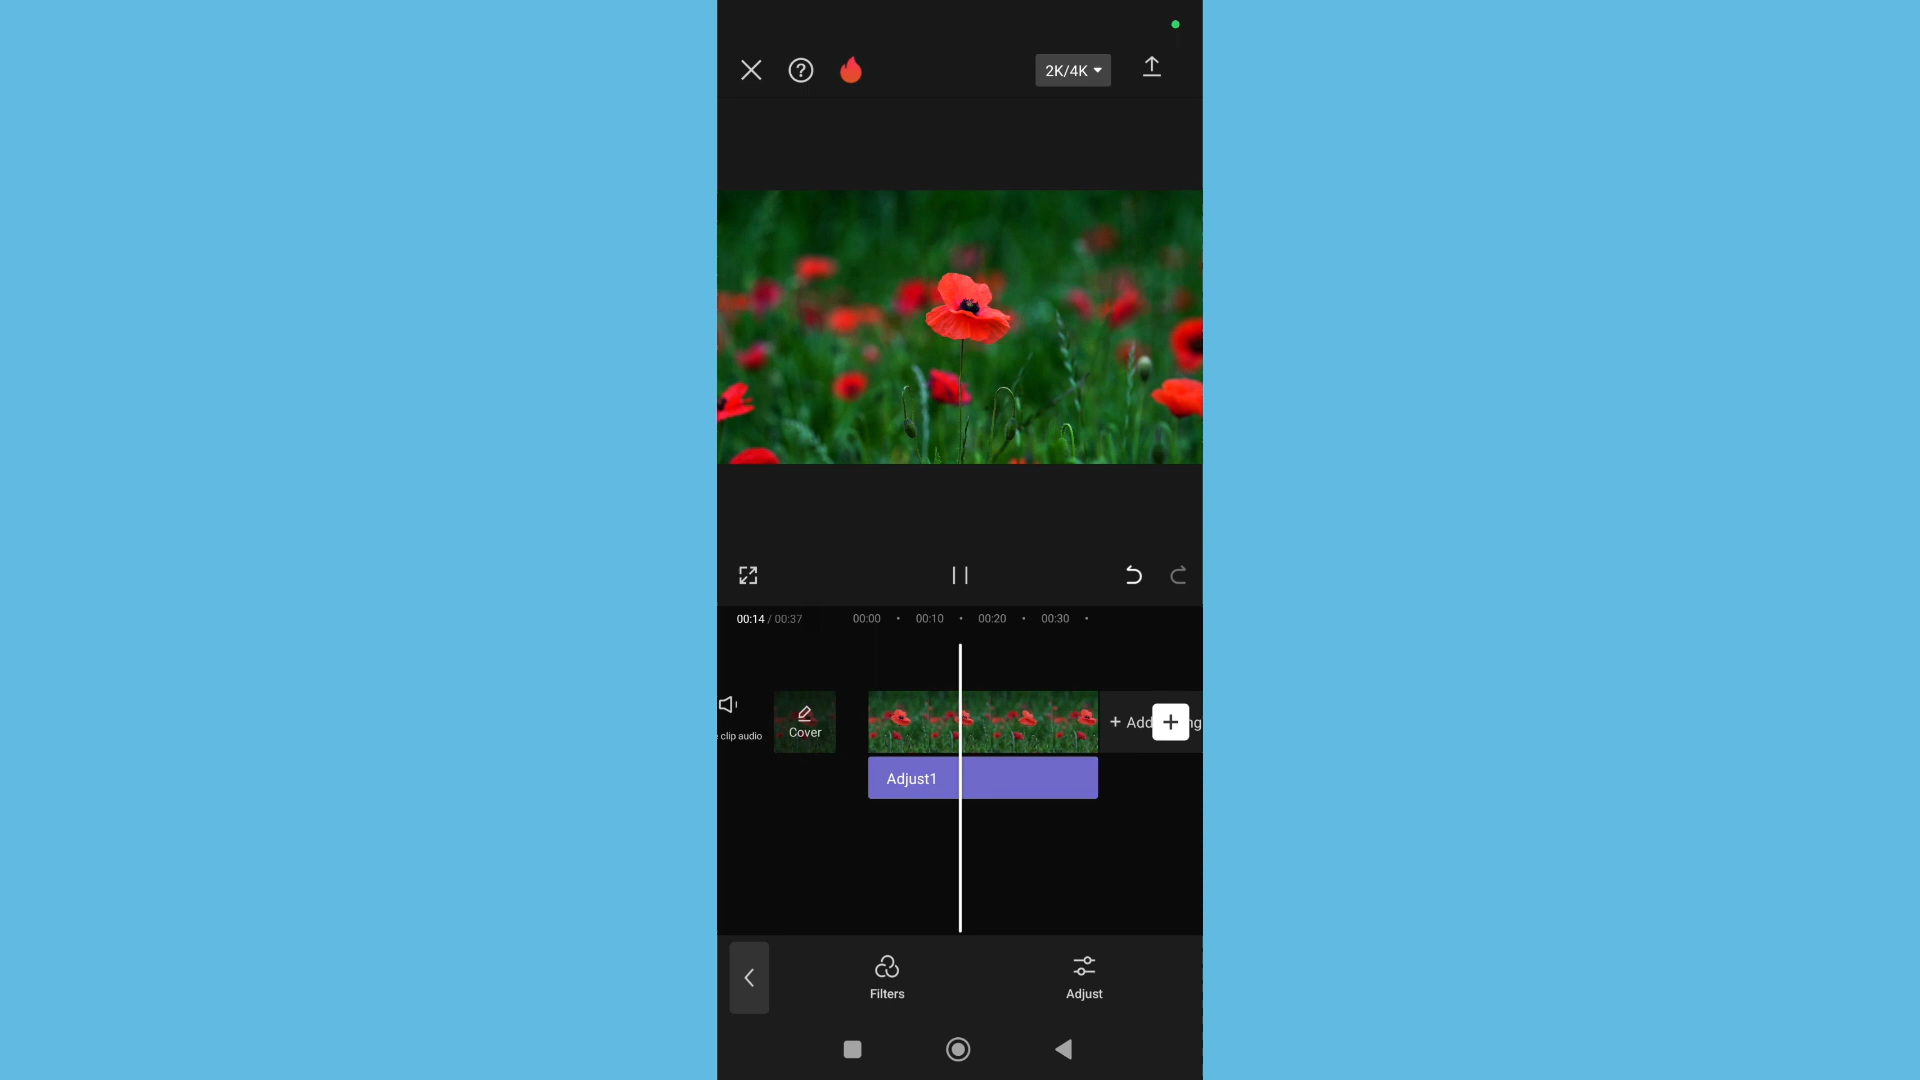 2K/4K
00:14 / 00:37
00:00
00:10
00:20
00:30
clip audio
Cover
+ Add
+
ng
Adjust1
Filters
Adjust